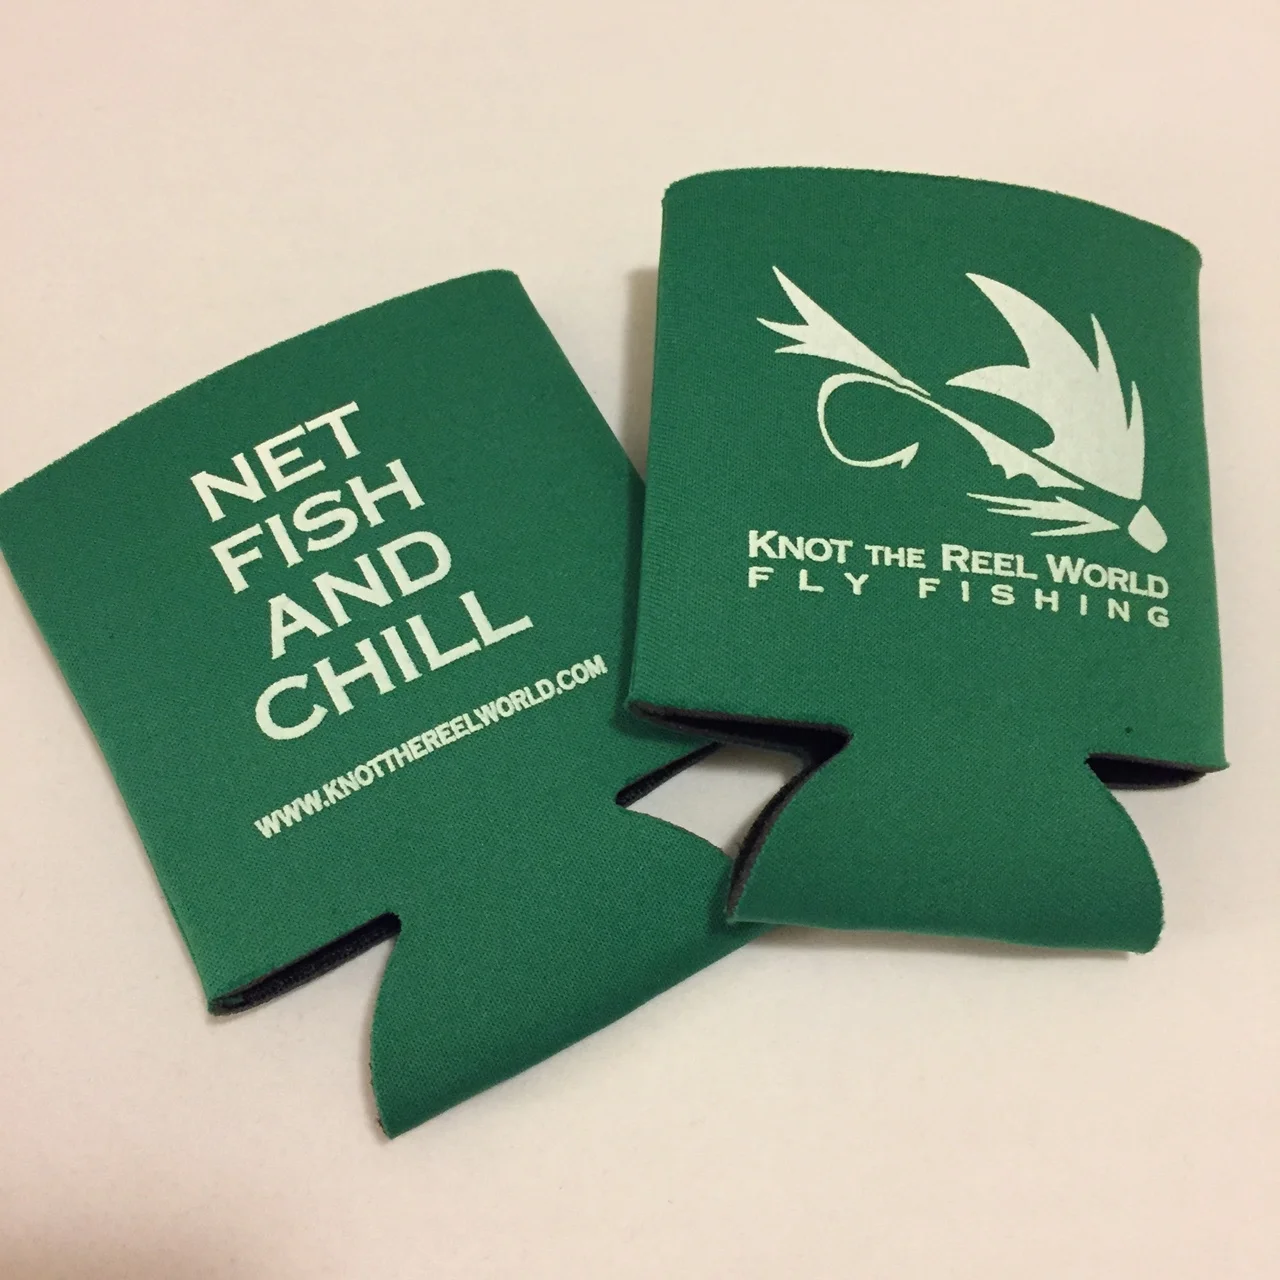 NET
FISH
AND
CHILL
WWW.KNOTTHEREELWORLD.COM
KNOT THE REEL WORLD
FLY FISHING